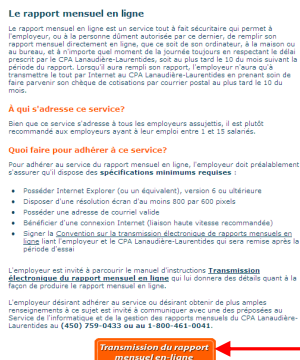 Le rapport mensuel en ligne
Le rapport mensuel en ligne est un service tout à fait sécuritaire qui permet à
l'employeur, ou à la personne dûment autorisée par ce dernier, de remplir son
rapport mensuel directement en ligne, que ce soit de son ordinateur, à la maison ou
au bureau, et à n'importe quel moment de la journée toujours en respectant le délai
prescrit par le CPA Lanaudière-Laurentides, soit au plus tard le 10 du mois suivant la
période du rapport. Lorsqu'il aura rempli son rapport, l'employeur n'aura qu'à
transmettre le tout par Internet au CPA Lanaudière-Laurentides en prenant soin de
faire parvenir son chèque de cotisations par courrier postal au plus tard le 10 du
mois.
À qui s'adresse ce service?
Bien que ce service s'adresse à tous les employeurs assujettis, il est plutôt
recommandé aux employeurs ayant à leur emploi entre 1 et 15 salariés.
Quoi faire pour adhérer à ce service?
Pour adhérer au service du rapport mensuel en ligne, l'employeur doit préalablement
s'assurer qu'il dispose des spécifications minimums requises :
• Posséder Internet Explorer (ou un équivalent), version 6 ou ultérieure
• Disposer d'une résolution écran d'au moins 800 par 600 pixels
• Posséder une adresse de courriel valide
• Bénéficier d'une connexion Internet (liaison haute vitesse recommandée)
• Signer la Convention sur la transmission électronique de rapports mensuels en
ligne liant l'employeur et le CPA Lanaudière-Laurentides qui sera remise après la
période d'essai
L'employeur est invité à parcourir le manuel d'instructions Transmission
électronique du rapport mensuel en ligne qui lui donnera des détails quant à la
façon de produire le rapport mensuel en ligne.
L'employeur désirant adhérer au service ou désirant obtenir de plus amples
renseignements à ce sujet est invité à communiquer avec une des préposées au
Service de l'informatique et de la gestion des rapports mensuels du CPA Lanaudière-
Laurentides au (450) 759-0433 ou au 1-800-461-0041.
Transmission du rapport
mensuel en-ligne